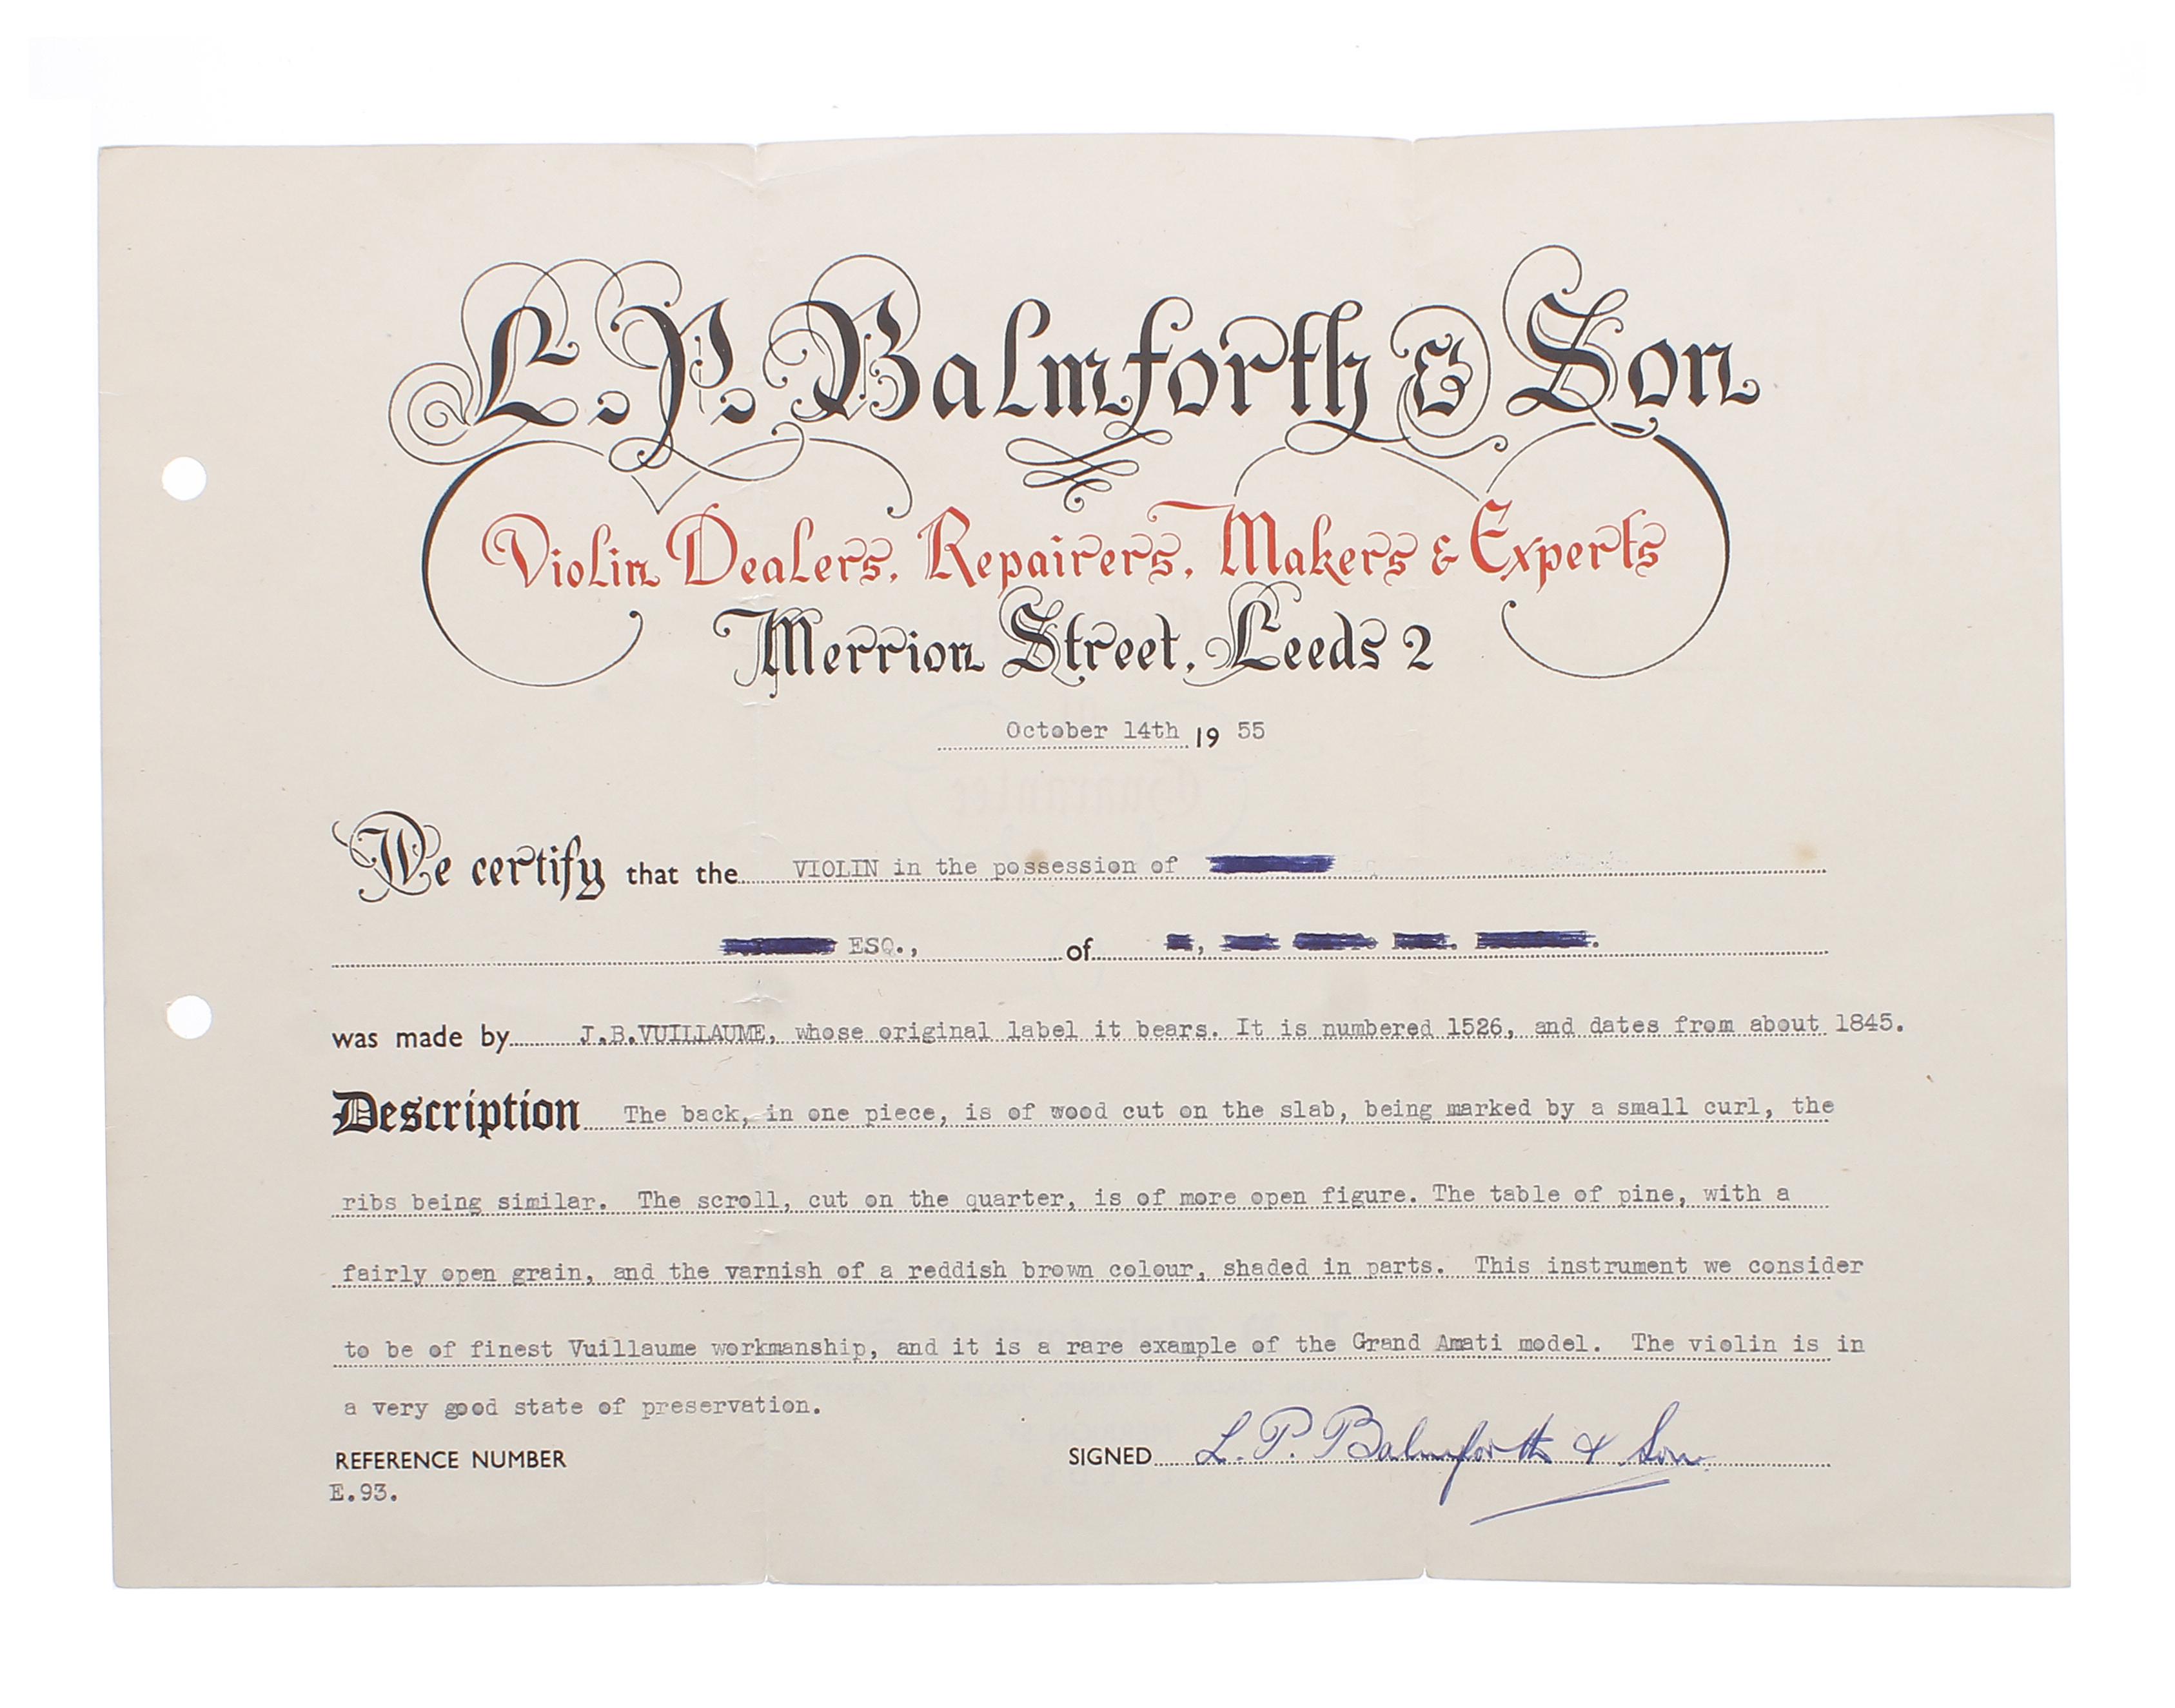 L.P. Balmforth & Son
Violin Dealers, Repairers, Makers & Experts
Merrion Street, Leeds 2
October 14th 19 55
We certify that the VIOLIN in the possession of
ESQ., of
was made by J.B.VUILLAUME, whose original label it bears. It is numbered 1526, and dates from about 1845.
Description The back, in one piece, is of wood cut on the slab, being marked by a small curl, the
ribs being similar. The scroll, cut on the quarter, is of more open figure. The table of pine, with a
fairly open grain, and the varnish of a reddish brown colour, shaded in parts. This instrument we consider
to be of finest Vuillaume workmanship, and it is a rare example of the Grand Amati model. The violin is in
a very good state of preservation.
REFERENCE NUMBER SIGNED L. P. Balmforth & Son
E.93.